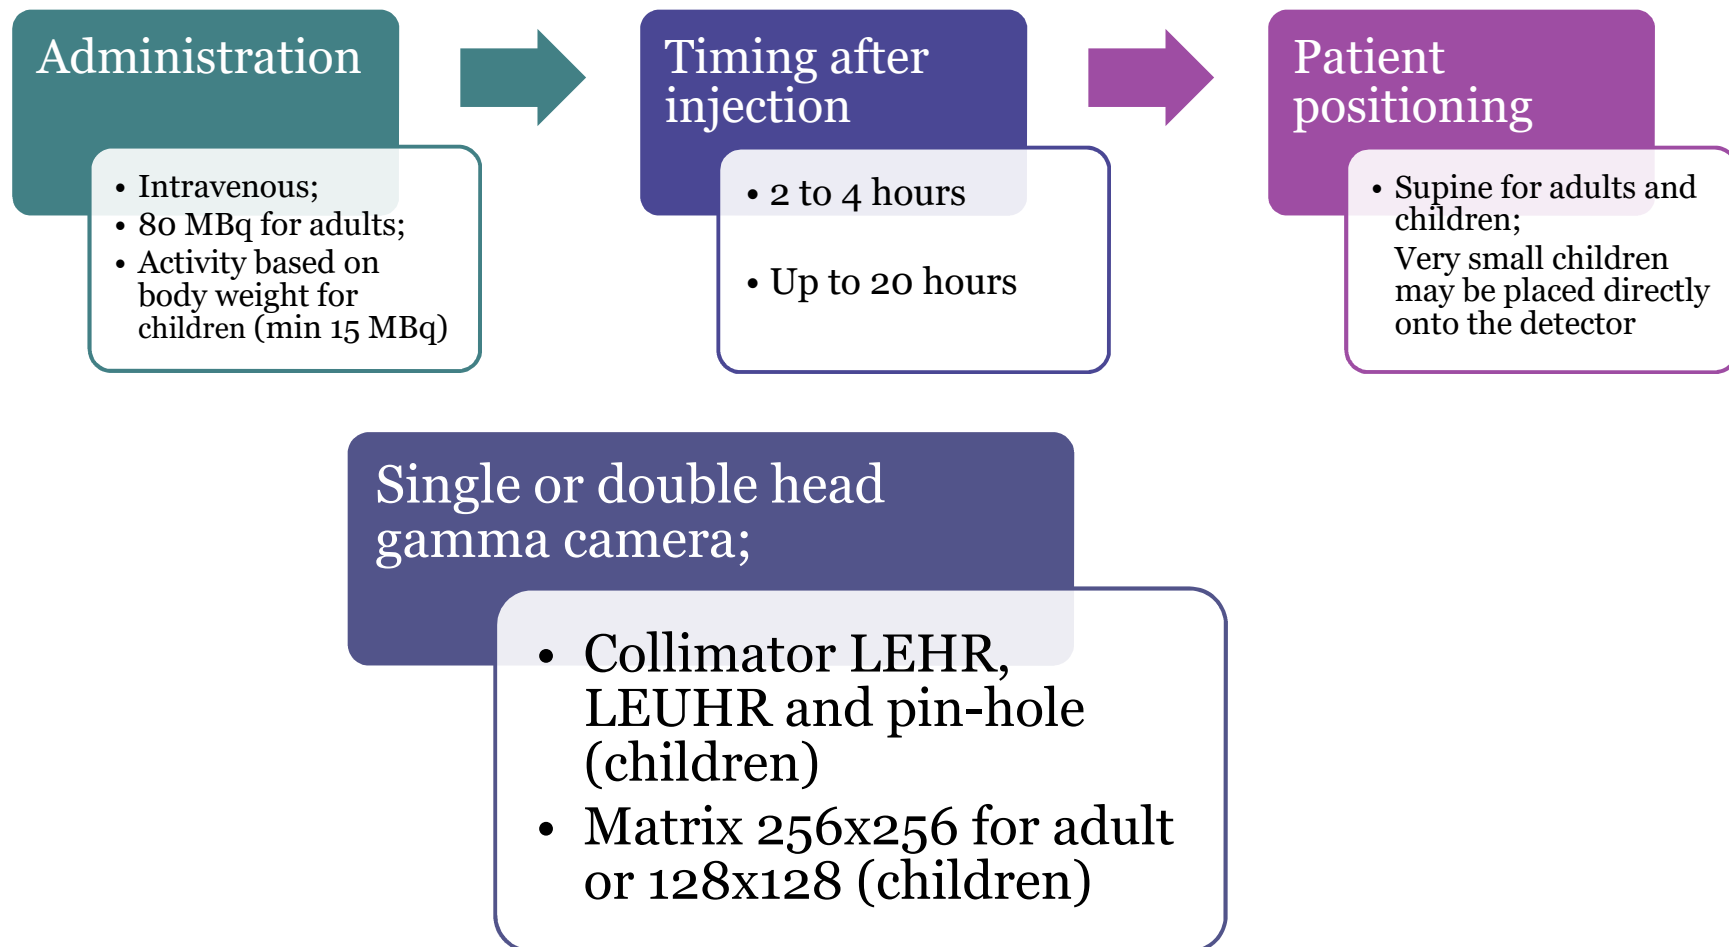 Administration
• Intravenous;
• 80 MBq for adults;
• Activity based on
body weight for
children (min 15 MBq)
Timing after
injection
• 2 to 4 hours
• Up to 20 hours
Patient
positioning
• Supine for adults and
children;
Very small children
may be placed directly
onto the detector
Single or double head
gamma camera;
• Collimator LEHR,
LEUHR and pin-hole
(children)
• Matrix 256x256 for adult
or 128x128 (children)